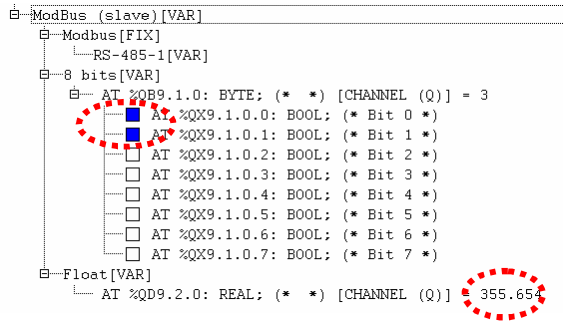 ModBus (slave)[VAR]
Modbus[FIX]
RS-485-1[VAR]
8 bits[VAR]
AT %QB9.1.0: BYTE; (* *) [CHANNEL (Q)] = 3
AT %QX9.1.0.0: BOOL; (* Bit 0 *)
AT %QX9.1.0.1: BOOL; (* Bit 1 *)
AT %QX9.1.0.2: BOOL; (* Bit 2 *)
AT %QX9.1.0.3: BOOL; (* Bit 3 *)
AT %QX9.1.0.4: BOOL; (* Bit 4 *)
AT %QX9.1.0.5: BOOL; (* Bit 5 *)
AT %QX9.1.0.6: BOOL; (* Bit 6 *)
AT %QX9.1.0.7: BOOL; (* Bit 7 *)
Float[VAR]
AT %QD9.2.0: REAL; (* *) [CHANNEL (Q)] = 355.654